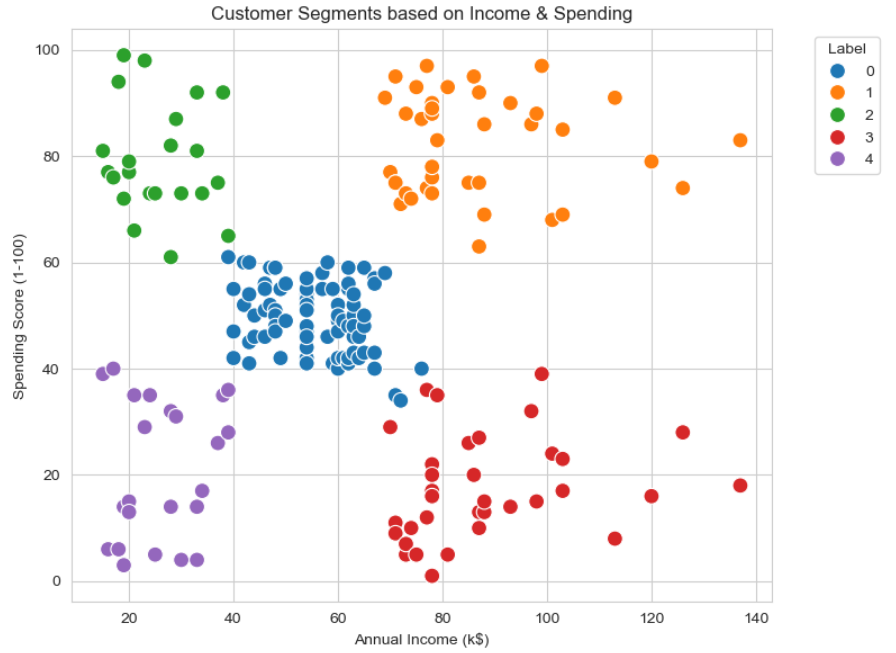 Customer Segments based on Income & Spending
Label
0
1
2
3
4
Spending Score (1-100)
100
80
60
40
20
0
20 40 60 80 100 120 140
Annual Income (k$)